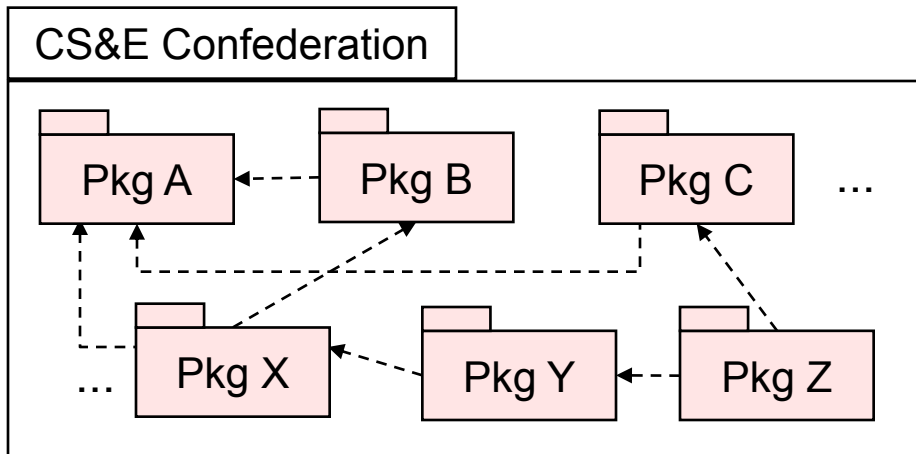 CS&E Confederation
Pkg A
Pkg B
Pkg C
...
Pkg X
Pkg Y
Pkg Z
...